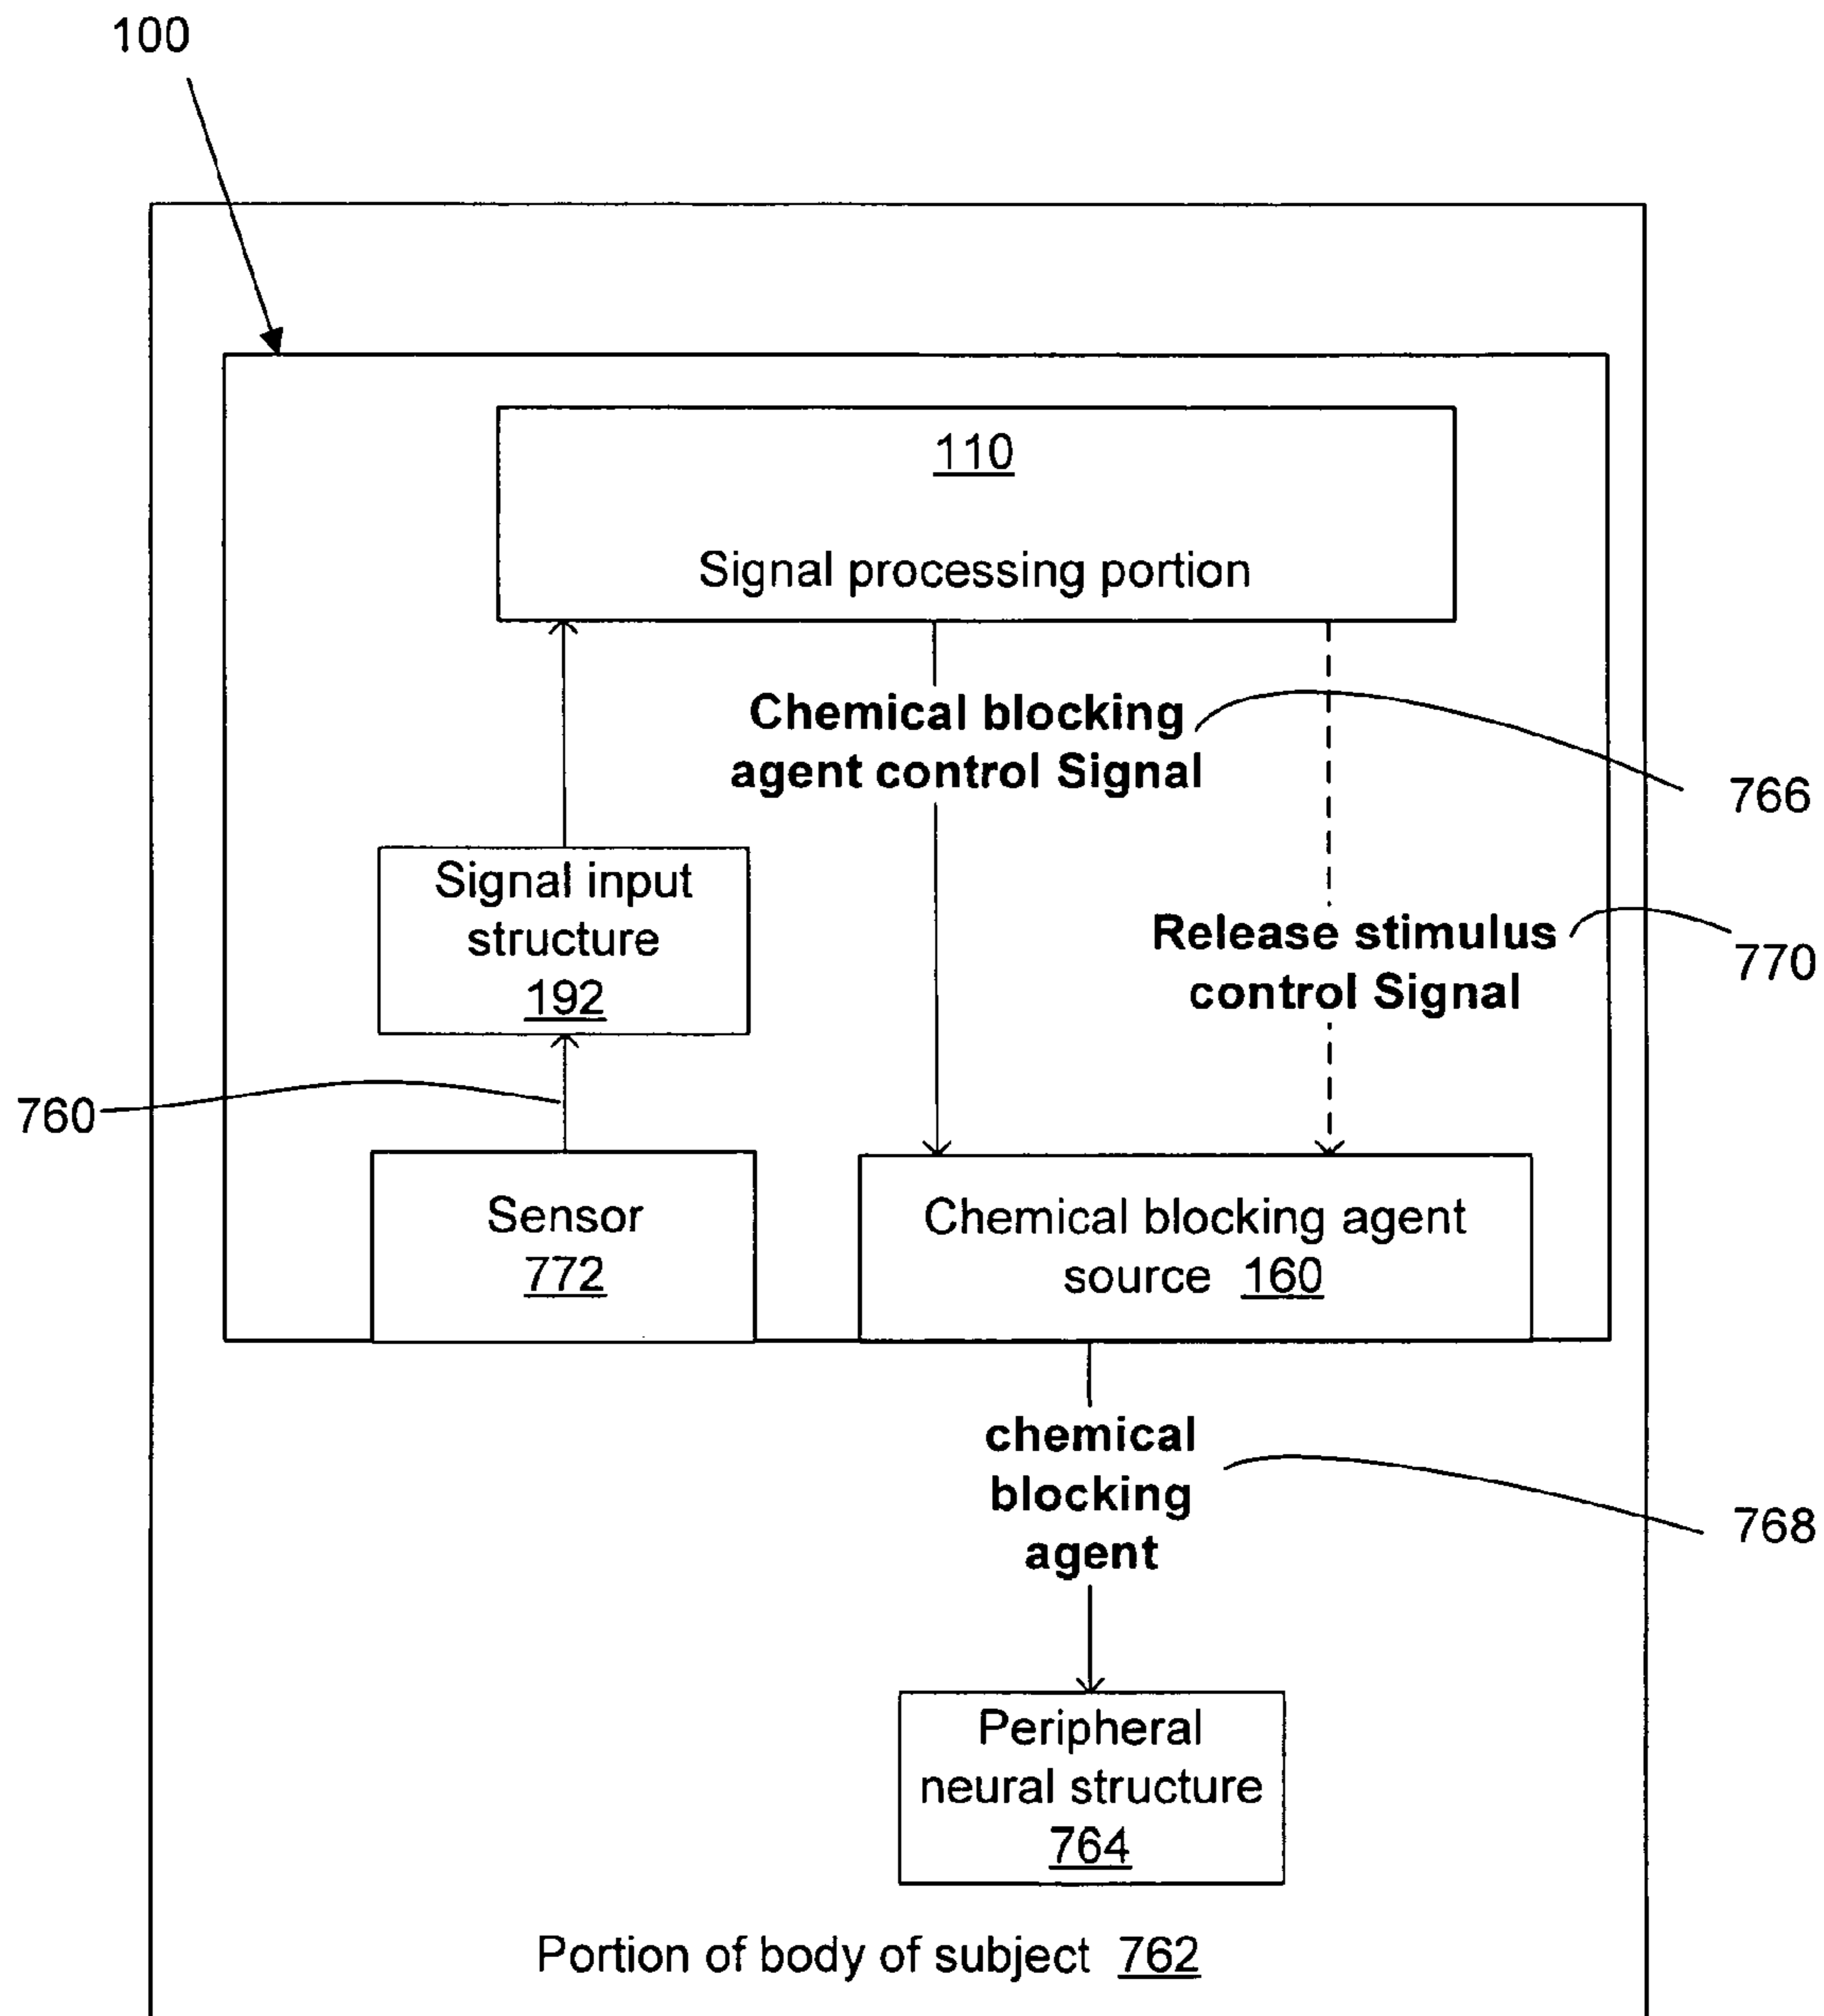 100
110
Signal processing portion
Chemical blocking
agent control Signal
766
Signal input
structure
192
Release stimulus
control Signal
770
760
Sensor
772
Chemical blocking agent
source 160
chemical
blocking
agent
768
Peripheral
neural structure
764
Portion of body of subject 762